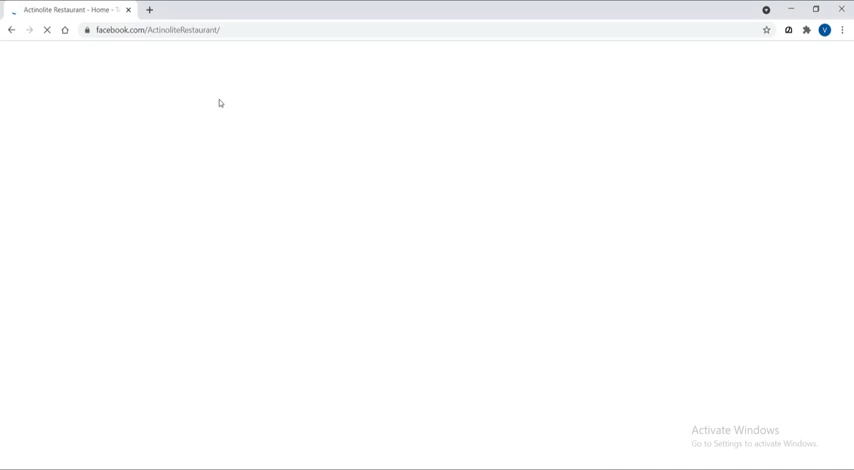 Actinolite Restaurant - Home - T
facebook.com/ActinoliteRestaurant/
V
Activate Windows
Go to Settings to activate Windows.